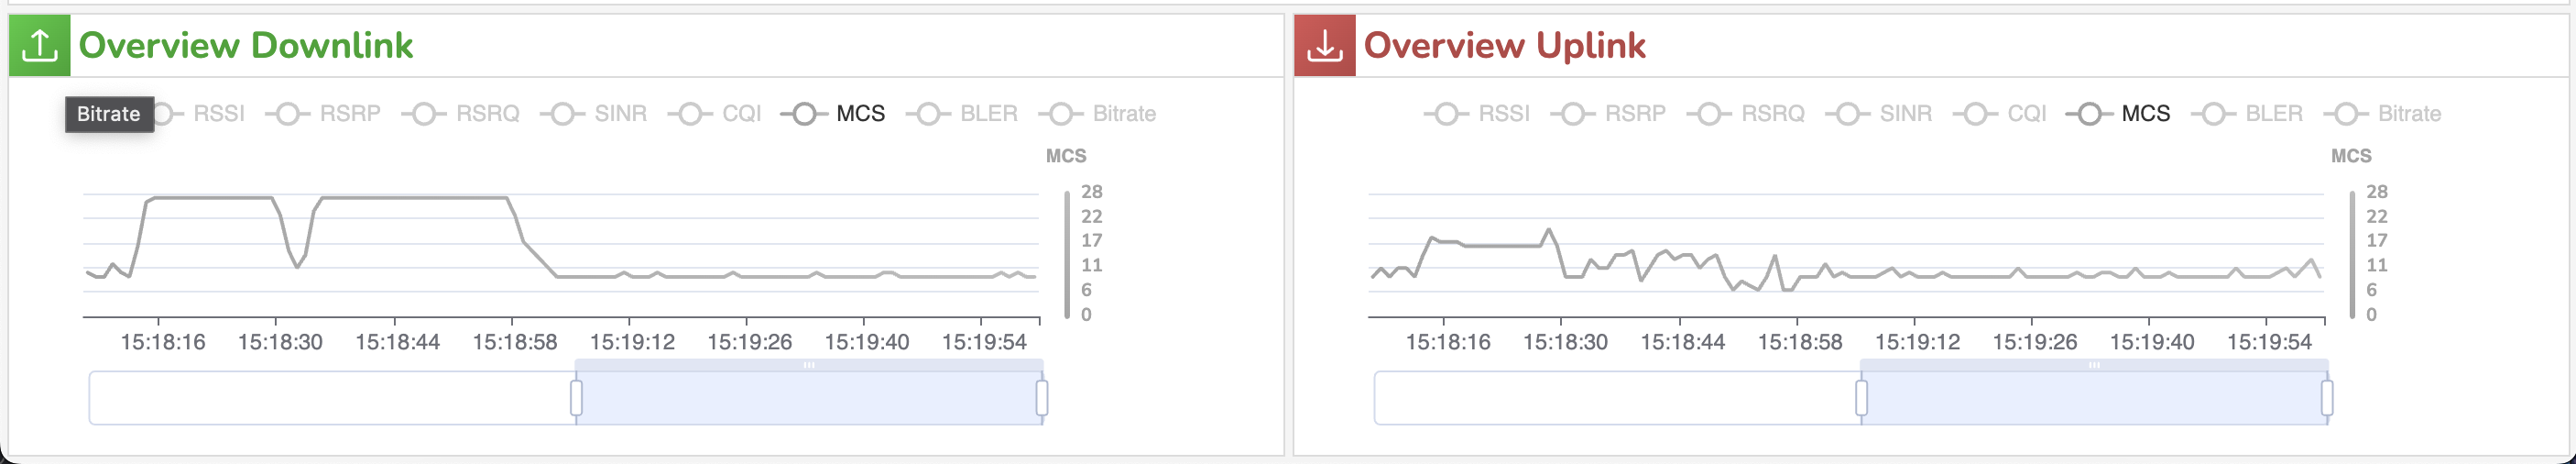 Overview Downlink
Bitrate RSSI RSRP RSRQ SINR CQI MCS BLER Bitrate
MCS
28
22
17
11
6
0
15:18:16 15:18:30 15:18:44 15:18:58 15:19:12 15:19:26 15:19:40 15:19:54
Overview Uplink
RSSI RSRP RSRQ SINR CQI MCS BLER Bitrate
MCS
28
22
17
11
6
0
15:18:16 15:18:30 15:18:44 15:18:58 15:19:12 15:19:26 15:19:40 15:19:54